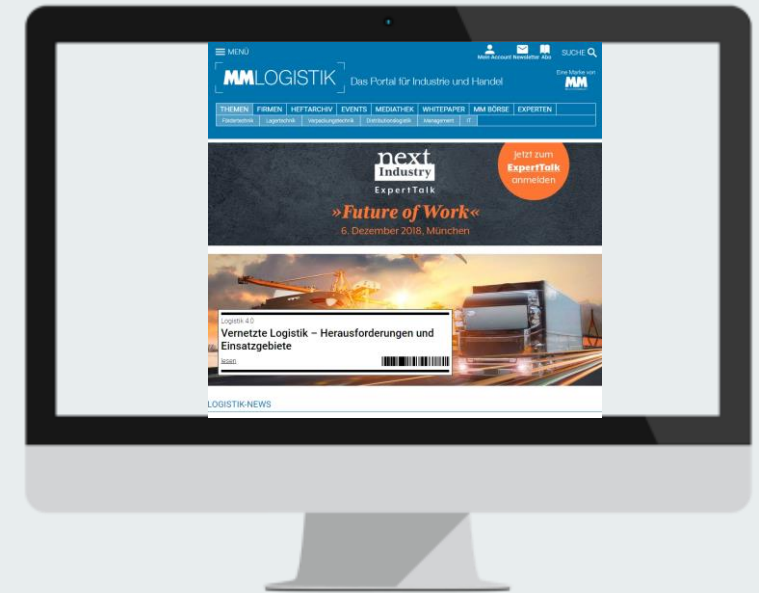 MENÜ
Mein Account Newsletter Abo
SUCHE
MMLOGISTIK
Das Portal für Industrie und Handel
Eine Marke von
MM
THEMEN FIRMEN HEFTARCHIV EVENTS MEDIATHEK WHITEPAPER MM BÖRSE EXPERTEN
Fördertechnik Lagertechnik Verpackungstechnik Distributionslogistik Management IT
next
Industry
ExpertTalk
Jetzt zum
ExpertTalk
anmelden
»Future of Work«
6. Dezember 2018, München
Logistik 4.0
Vernetzte Logistik – Herausforderungen und
Einsatzgebiete
lesen
LOGISTIK-NEWS